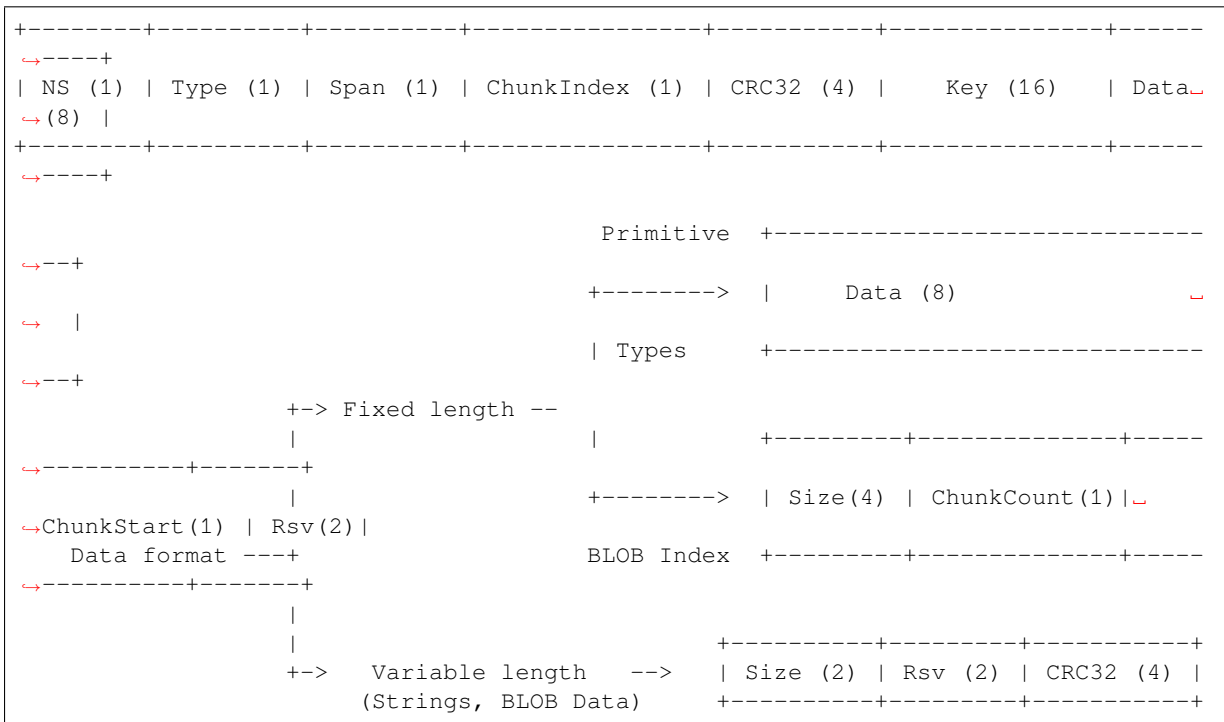 +--------+----------+----------+----------------+-----------+---------------+------
↪----+
| NS (1) | Type (1) | Span (1) | ChunkIndex (1) | CRC32 (4) |    Key (16)   | Data␣
↪(8) |
+--------+----------+----------+----------------+-----------+---------------+------
↪----+
                                         Primitive  +------------------------------
↪--+
                                        +-------->  |     Data (8)                ␣
↪  |
                                        | Types     +------------------------------
↪--+
                   +-> Fixed length --
                   |                    |           +---------+--------------+-----
↪----------+-------+
                   |                    +-------->  | Size(4) | ChunkCount(1)|␣
↪ChunkStart(1) | Rsv(2)|
    Data format ---+                    BLOB Index  +---------+--------------+-----
↪----------+-------+
                   |
                   |                             +----------+---------+-----------+
                   +->   Variable length   -->   | Size (2) | Rsv (2) | CRC32 (4) |
                        (Strings, BLOB Data)     +----------+---------+-----------+